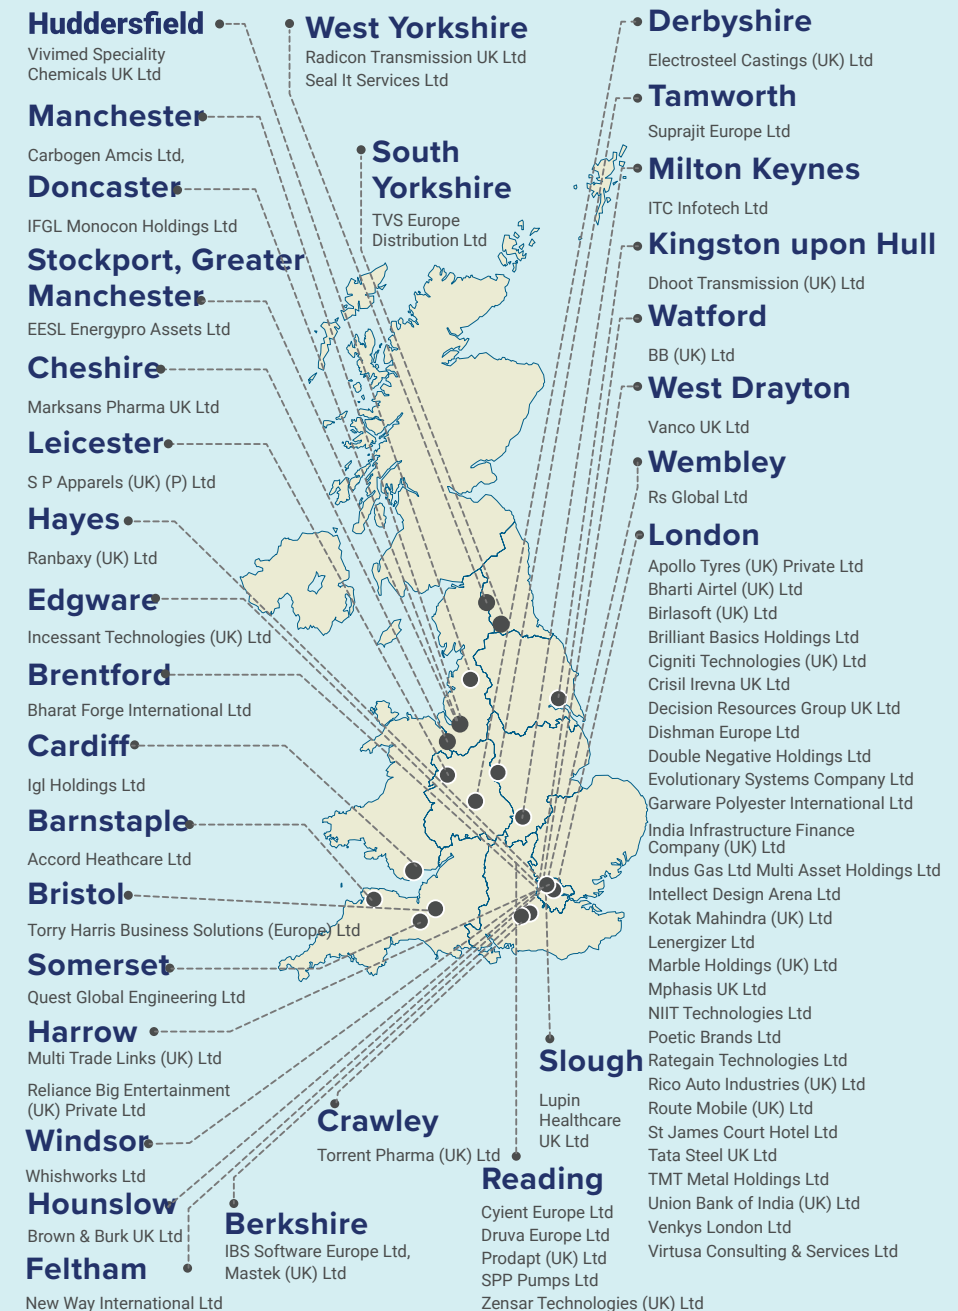 Huddersfield
Vivimed Speciality
Chemicals UK Ltd
Manchester
Carbogen Amcis Ltd,
Doncaster
IFGL Monocon Holdings Ltd
Stockport, Greater
Manchester
EESL Energypro Assets Ltd
Cheshire
Marksans Pharma UK Ltd
Leicester
S P Apparels (UK) (P) Ltd
Hayes
Ranbaxy (UK) Ltd
Edgware
Incessant Technologies (UK) Ltd
Brentford
Bharat Forge International Ltd
Cardiff
Igl Holdings Ltd
Barnstaple
Accord Heathcare Ltd
Bristol
Torry Harris Business Solutions (Europe) Ltd
Somerset
Quest Global Engineering Ltd
Harrow
Multi Trade Links (UK) Ltd
Reliance Big Entertainment
(UK) Private Ltd
Windsor
Whishworks Ltd
Hounslow
Brown & Burk UK Ltd
Feltham
New Way International Ltd
West Yorkshire
Radicon Transmission UK Ltd
Seal It Services Ltd
South
Yorkshire
TVS Europe
Distribution Ltd
Crawley
Torrent Pharma (UK) Ltd
Berkshire
IBS Software Europe Ltd,
Mastek (UK) Ltd
Slough
Lupin
Healthcare
UK Ltd
Reading
Cyient Europe Ltd
Druva Europe Ltd
Prodapt (UK) Ltd
SPP Pumps Ltd
Zensar Technologies (UK) Ltd
Derbyshire
Electrosteel Castings (UK) Ltd
Tamworth
Suprajit Europe Ltd
Milton Keynes
ITC Infotech Ltd
Kingston upon Hull
Dhoot Transmission (UK) Ltd
Watford
BB (UK) Ltd
West Drayton
Vanco UK Ltd
Wembley
Rs Global Ltd
London
Apollo Tyres (UK) Private Ltd
Bharti Airtel (UK) Ltd
Birlasoft (UK) Ltd
Brilliant Basics Holdings Ltd
Cigniti Technologies (UK) Ltd
Crisil Irevna UK Ltd
Decision Resources Group UK Ltd
Dishman Europe Ltd
Double Negative Holdings Ltd
Evolutionary Systems Company Ltd
Garware Polyester International Ltd
India Infrastructure Finance
Company (UK) Ltd
Indus Gas Ltd Multi Asset Holdings Ltd
Intellect Design Arena Ltd
Kotak Mahindra (UK) Ltd
Lenergizer Ltd
Marble Holdings (UK) Ltd
Mphasis UK Ltd
NIIT Technologies Ltd
Poetic Brands Ltd
Rategain Technologies Ltd
Rico Auto Industries (UK) Ltd
Route Mobile (UK) Ltd
St James Court Hotel Ltd
Tata Steel UK Ltd
TMT Metal Holdings Ltd
Union Bank of India (UK) Ltd
Venkys London Ltd
Virtusa Consulting & Services Ltd